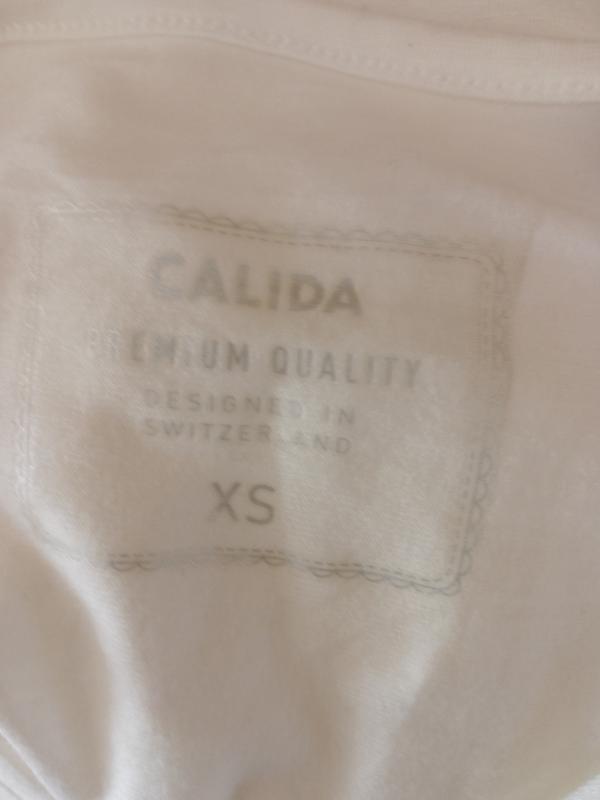 CALIDA
PREMIUM QUALITY
DESIGNED IN
SWITZERLAND
XS